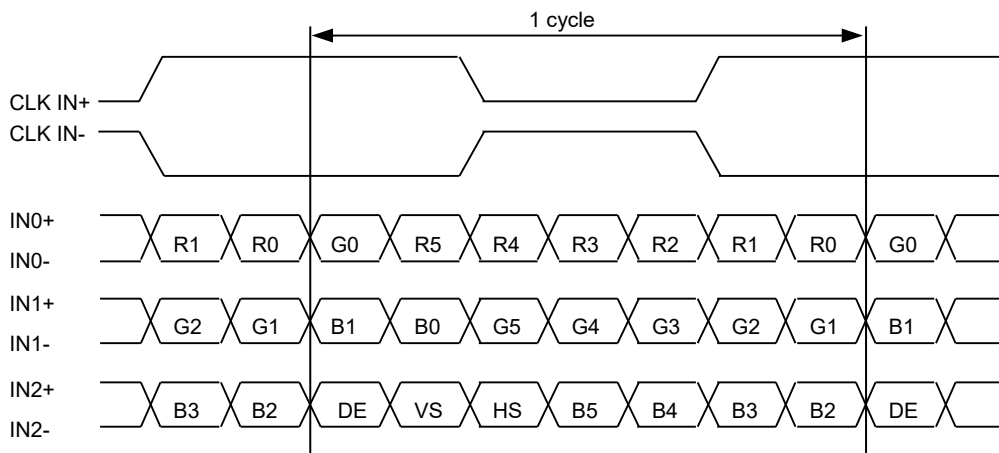 1 cycle
CLK IN+
CLK IN-
IN0+
R1 R0 G0 R5 R4 R3 R2 R1 R0 G0
IN0-
IN1+
G2 G1 B1 B0 G5 G4 G3 G2 G1 B1
IN1-
IN2+
B3 B2 DE VS HS B5 B4 B3 B2 DE
IN2-